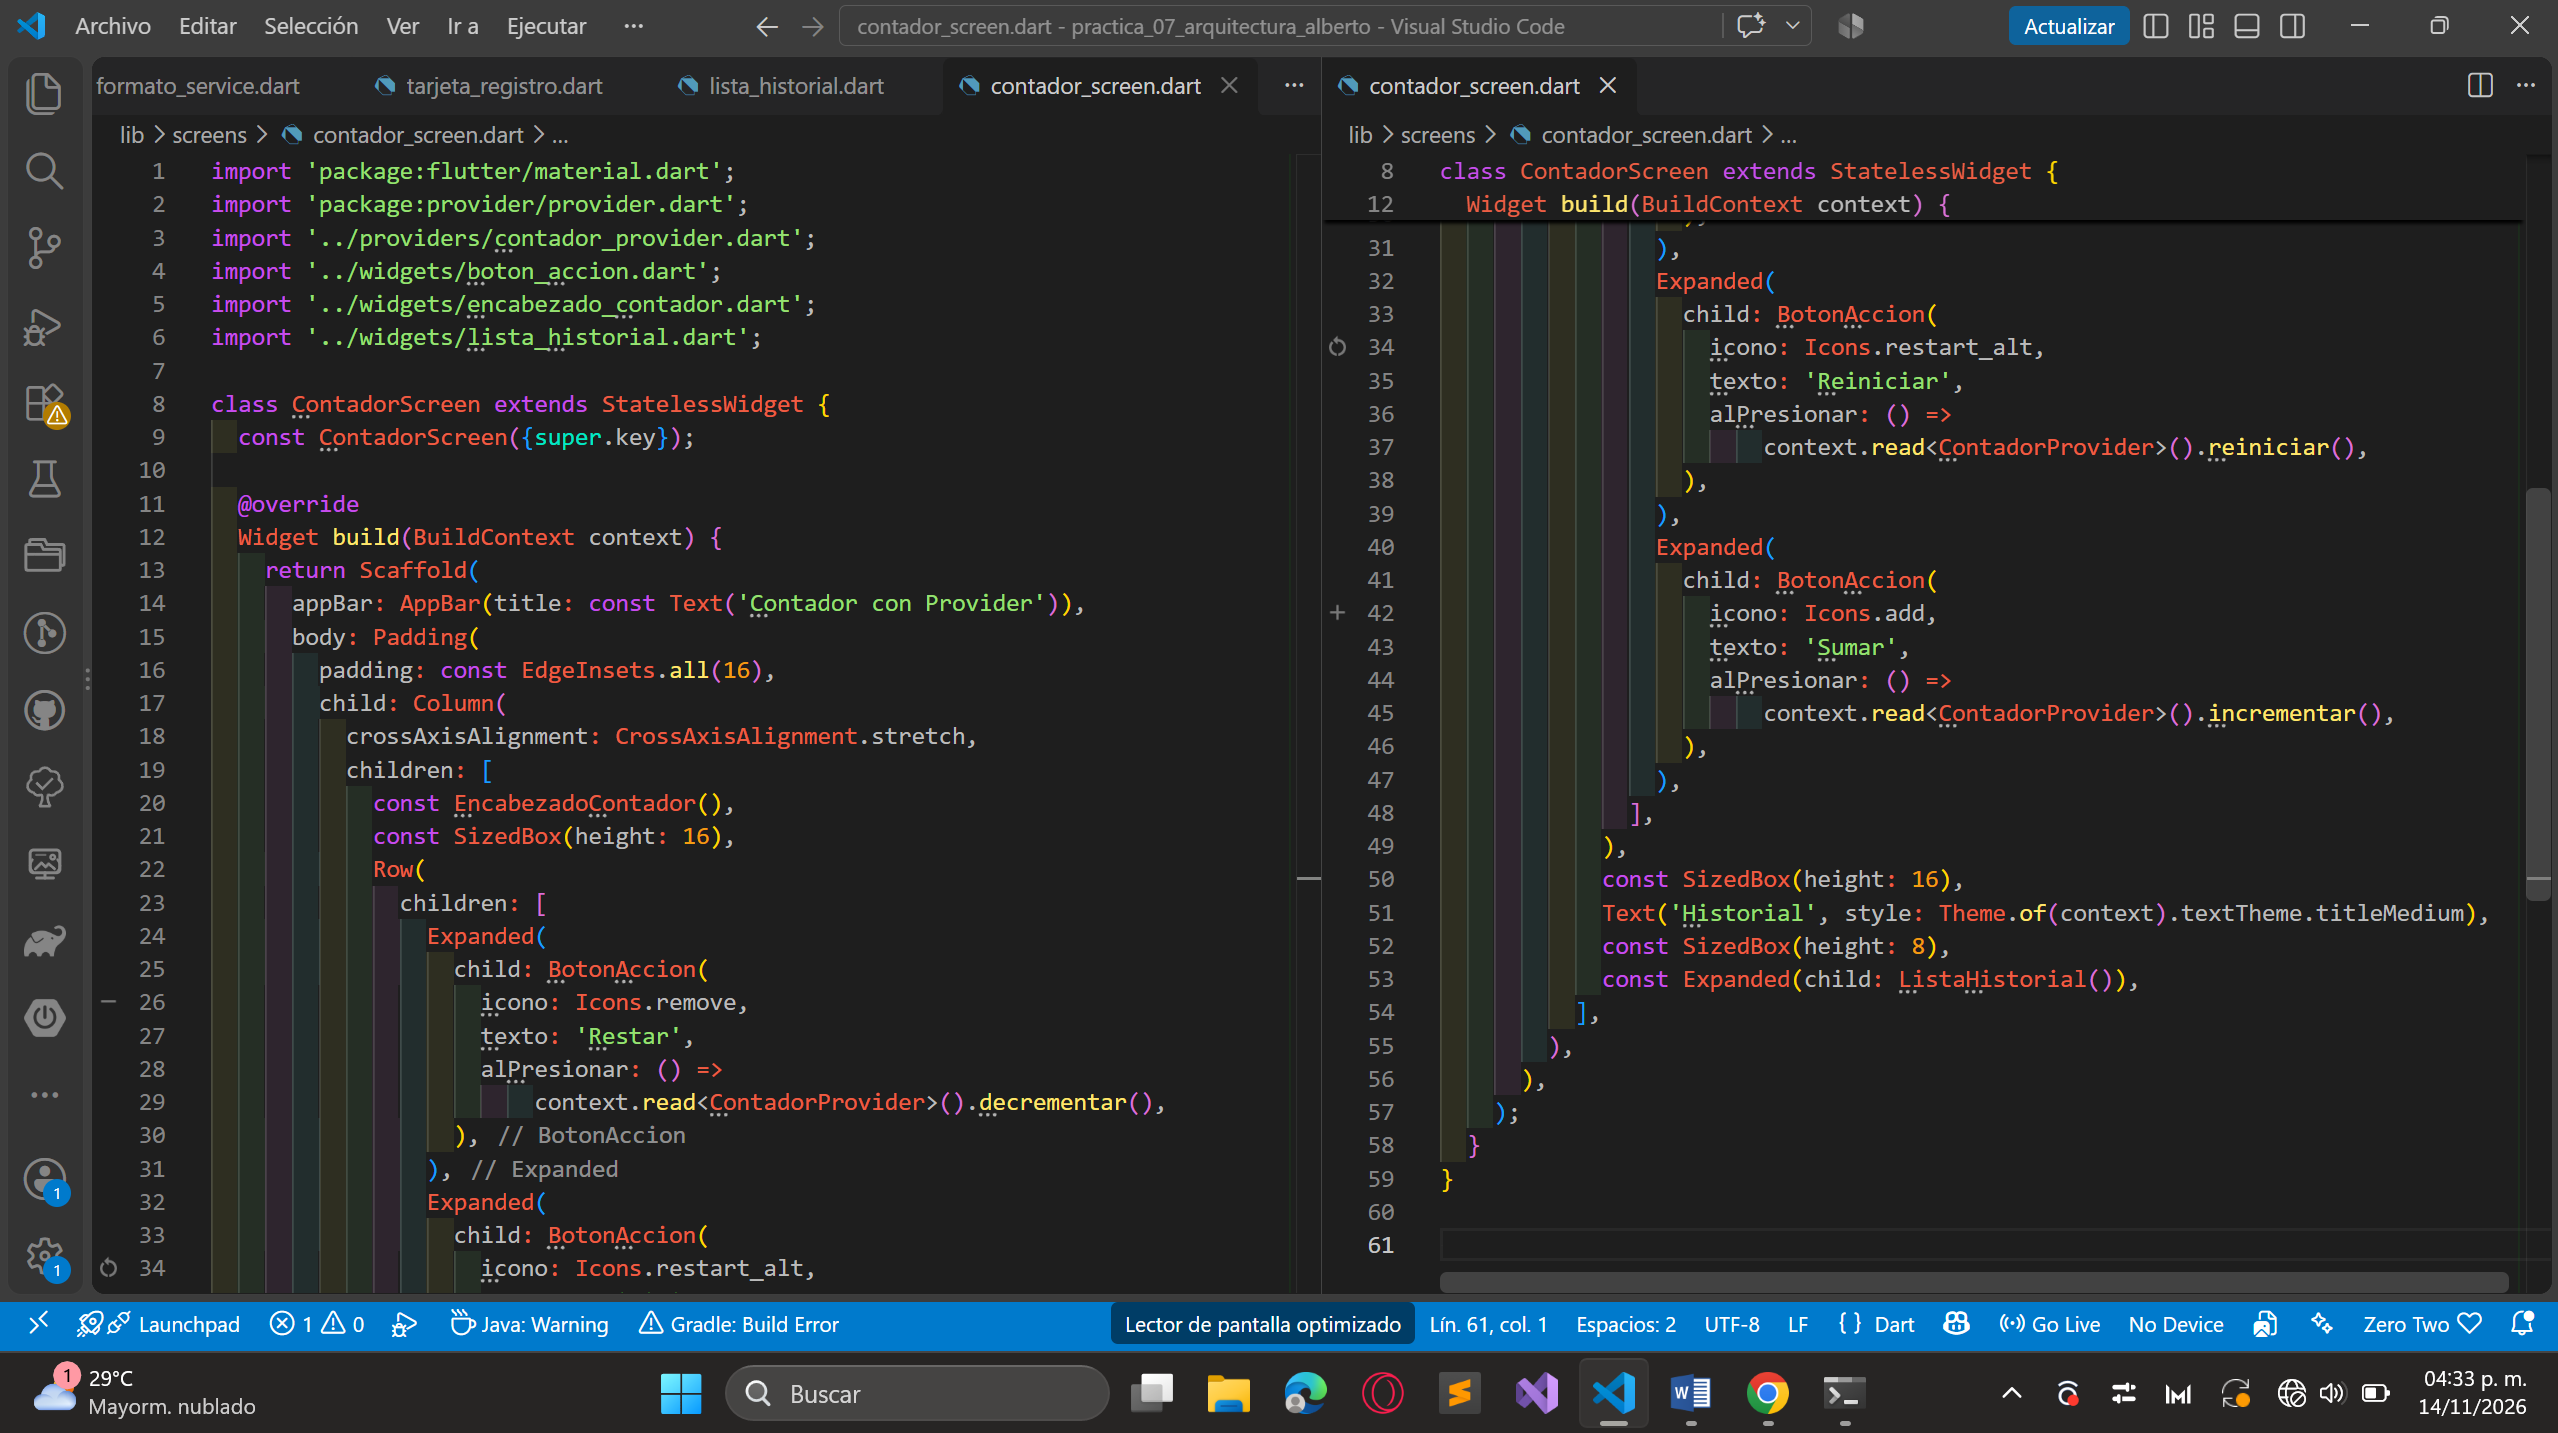 Archivo Editar Selección Ver Ir a Ejecutar ···
contador_screen.dart - practica_07_arquitectura_alberto - Visual Studio Code
Actualizar
formato_service.dart tarjeta_registro.dart lista_historial.dart contador_screen.dart ···
lib > screens > contador_screen.dart > ...
1 import 'package:flutter/material.dart';
2 import 'package:provider/provider.dart';
3 import '../providers/contador_provider.dart';
4 import '../widgets/boton_accion.dart';
5 import '../widgets/encabezado_contador.dart';
6 import '../widgets/lista_historial.dart';
7
8 class ContadorScreen extends StatelessWidget {
9 const ContadorScreen({super.key});
10
11 @override
12 Widget build(BuildContext context) {
13 return Scaffold(
14 appBar: AppBar(title: const Text('Contador con Provider')),
15 body: Padding(
16 padding: const EdgeInsets.all(16),
17 child: Column(
18 crossAxisAlignment: CrossAxisAlignment.stretch,
19 children: [
20 const EncabezadoContador(),
21 const SizedBox(height: 16),
22 Row(
23 children: [
24 Expanded(
25 child: BotonAccion(
26 icono: Icons.remove,
27 texto: 'Restar',
28 alPresionar: () =>
29 context.read<ContadorProvider>().decrementar(),
30 ), // BotonAccion
31 ), // Expanded
32 Expanded(
33 child: BotonAccion(
34 icono: Icons.restart_alt,
contador_screen.dart
···
lib > screens > contador_screen.dart > ...
8 class ContadorScreen extends StatelessWidget {
12 Widget build(BuildContext context) {
31 ),
32 Expanded(
33 child: BotonAccion(
34 icono: Icons.restart_alt,
35 texto: 'Reiniciar',
36 alPresionar: () =>
37 context.read<ContadorProvider>().reiniciar(),
38 ),
39 ),
40 Expanded(
41 child: BotonAccion(
42 icono: Icons.add,
43 texto: 'Sumar',
44 alPresionar: () =>
45 context.read<ContadorProvider>().incrementar(),
46 ),
47 ),
48 ],
49 ),
50 const SizedBox(height: 16),
51 Text('Historial', style: Theme.of(context).textTheme.titleMedium),
52 const SizedBox(height: 8),
53 const Expanded(child: ListaHistorial()),
54 ],
55 ),
56 ),
57 );
58 }
59 }
60
61
1
1
Launchpad 1 0 Java: Warning Gradle: Build Error
Lector de pantalla optimizado Lín. 61, col. 1 Espacios: 2 UTF-8 LF {} Dart Go Live No Device Zero Two
1
29°C
Mayorm. nublado
Buscar
04:33 p. m.
14/11/2026